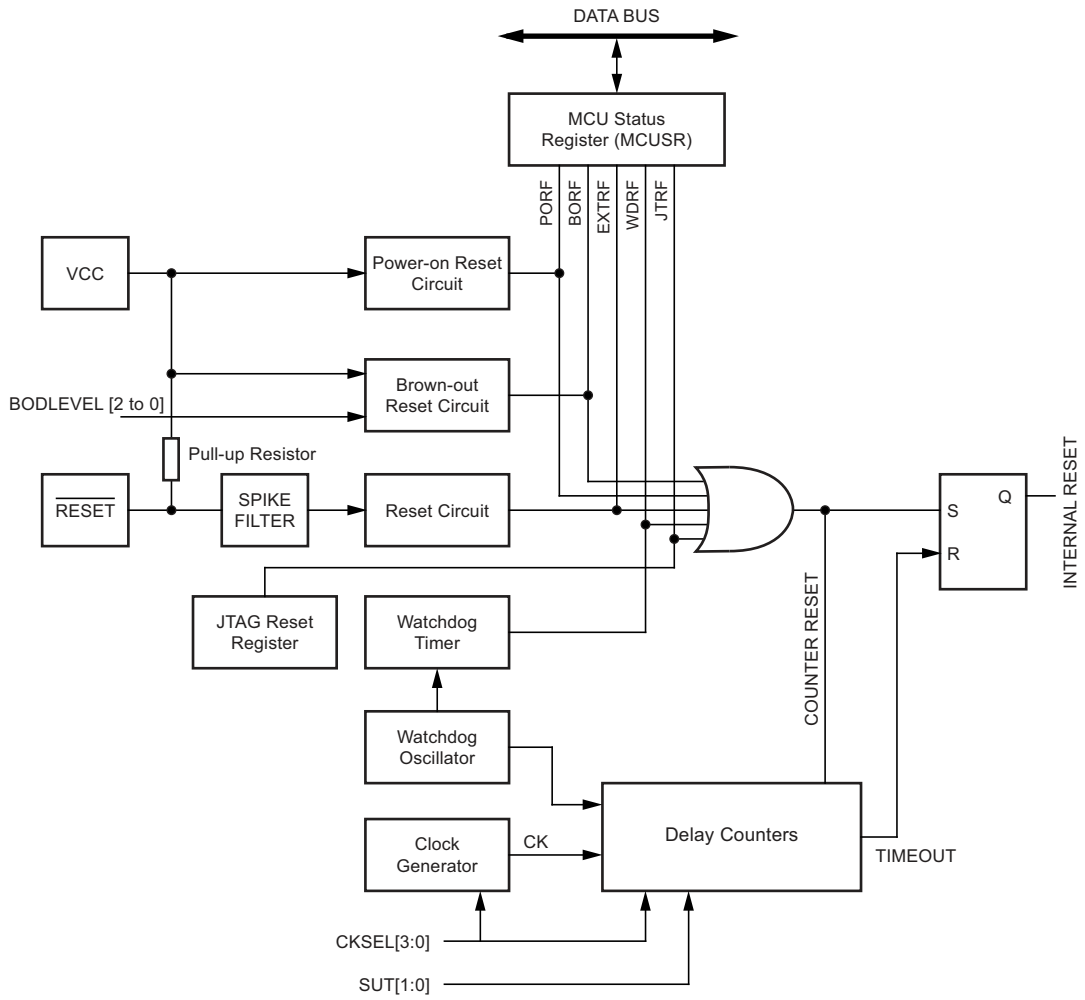 DATA BUS
MCU Status
Register (MCUSR)
PORF
BORF
EXTRF
WDRF
JTRF
VCC
Power-on Reset
Circuit
Brown-out
Reset Circuit
BODLEVEL [2 to 0]
Pull-up Resistor
RESET
SPIKE
FILTER
Reset Circuit
S
Q
R
INTERNAL RESET
JTAG Reset
Register
Watchdog
Timer
COUNTER RESET
Watchdog
Oscillator
Delay Counters
Clock
Generator
CK
TIMEOUT
CKSEL[3:0]
SUT[1:0]